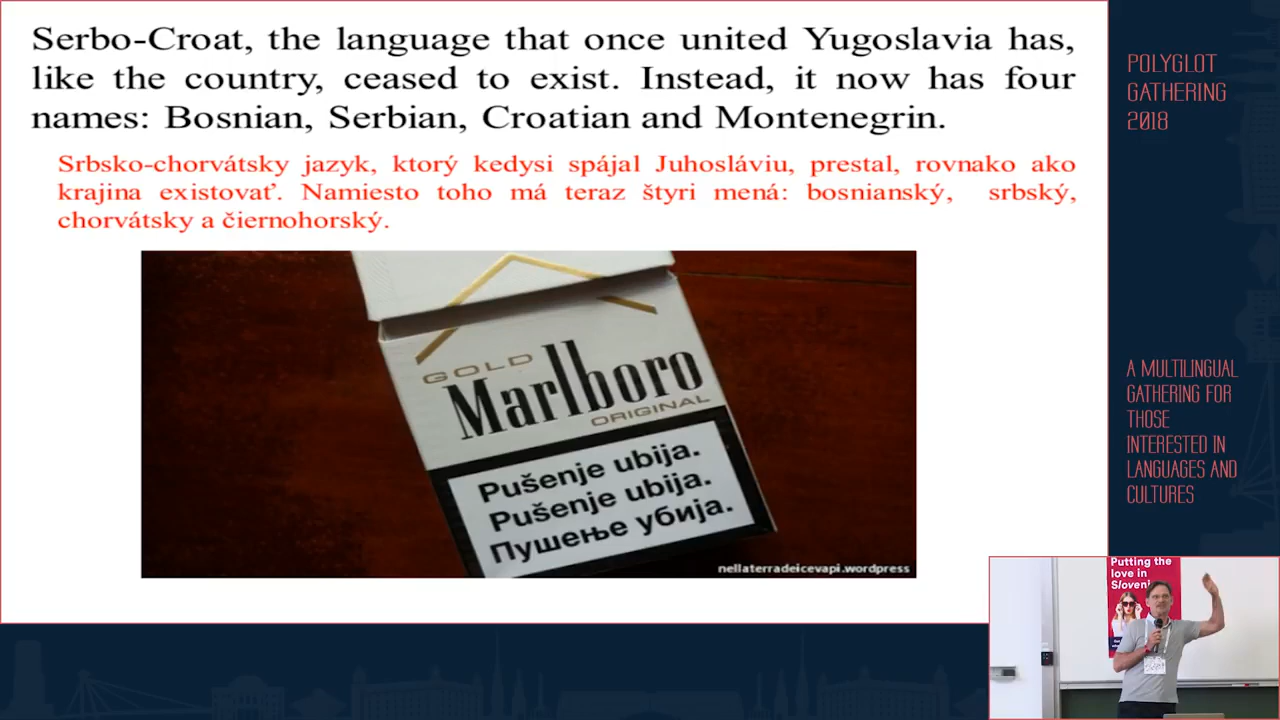 Serbo-Croat, the language that once united Yugoslavia has,
like the country, ceased to exist. Instead, it now has four
names: Bosnian, Serbian, Croatian and Montenegrin.
Srbsko-chorvátsky jazyk, ktorý kedysi spájal Juhosláviu, prestal, rovnako ako
krajina existovať. Namiesto toho má teraz štyri mená: bosnianský, srbský,
chorvátsky a čiernohorský.
GOLD
Marlboro
ORIGINAL
Pušenje ubija.
Pušenje ubija.
Пушење убија.
nellaterradeicevapi.wordpress
POLYGLOT
GATHERING
2018
A MULTILINGUAL
GATHERING FOR
THOSE
INTERESTED IN
LANGUAGES AND
CULTURES
Putting the
love in
Sloveni